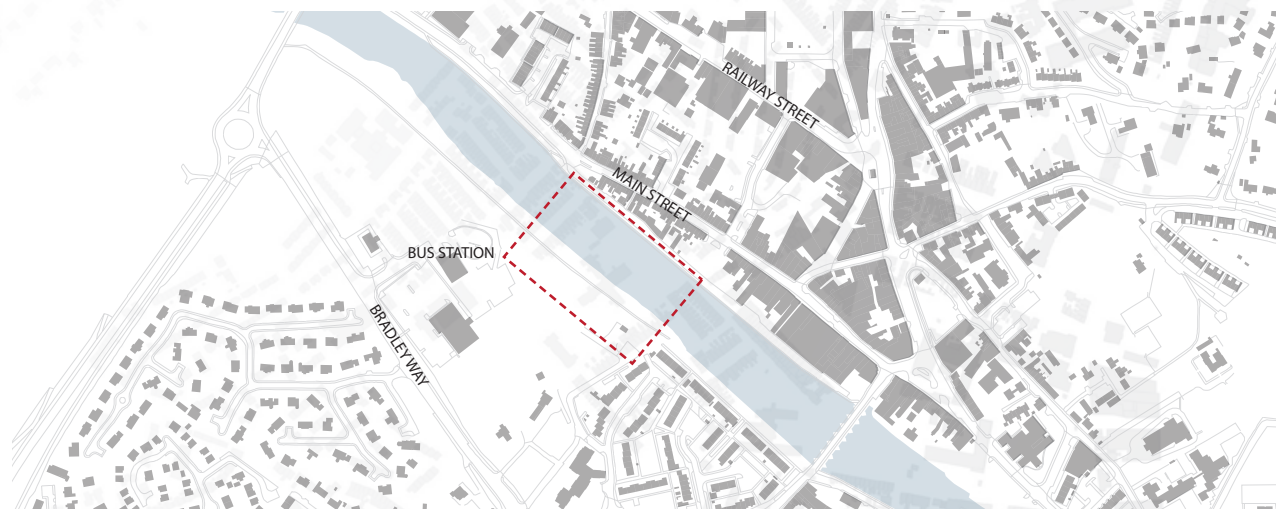 RAILWAY STREET
MAIN STREET
BUS STATION
BRADLEY WAY